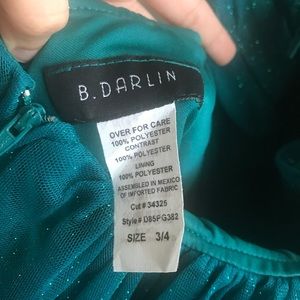 B. DARLIN
OVER FOR CARE
100% POLYESTER
CONTRAST
100% POLYESTER
LINING
100% POLYESTER
ASSEMBLED IN MEXICO
OF IMPORTED FABRIC
Cut # 34325
Style # D85PG382
SIZE 3/4